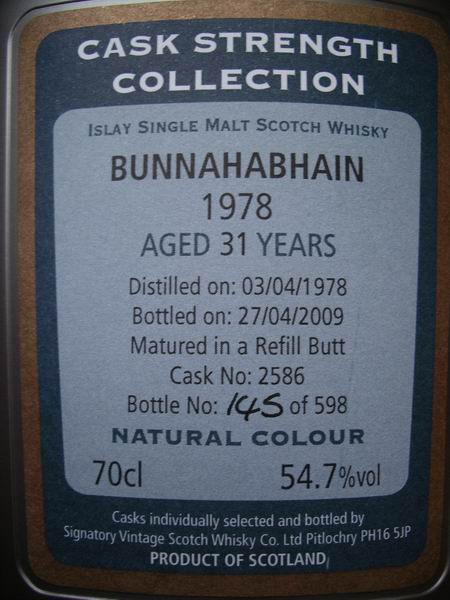 CASK STRENGTH
COLLECTION
ISLAY SINGLE MALT SCOTCH WHISKY
BUNNAHABHAIN
1978
AGED 31 YEARS
Distilled on: 03/04/1978
Bottled on: 27/04/2009
Matured in a Refill Butt
Cask No: 2586
Bottle No: 145 of 598
NATURAL COLOUR
70cl 54.7%vol
Casks individually selected and bottled by
Signatory Vintage Scotch Whisky Co. Ltd Pitlochry PH16 5JP
PRODUCT OF SCOTLAND